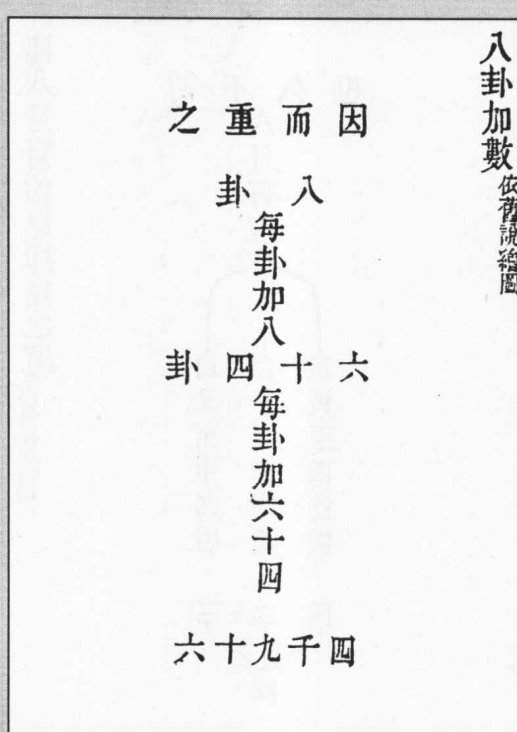 八卦加數依舊說繪圖
因而重之
八卦
每卦加八
六十四卦
每卦加六十四
四千九十六